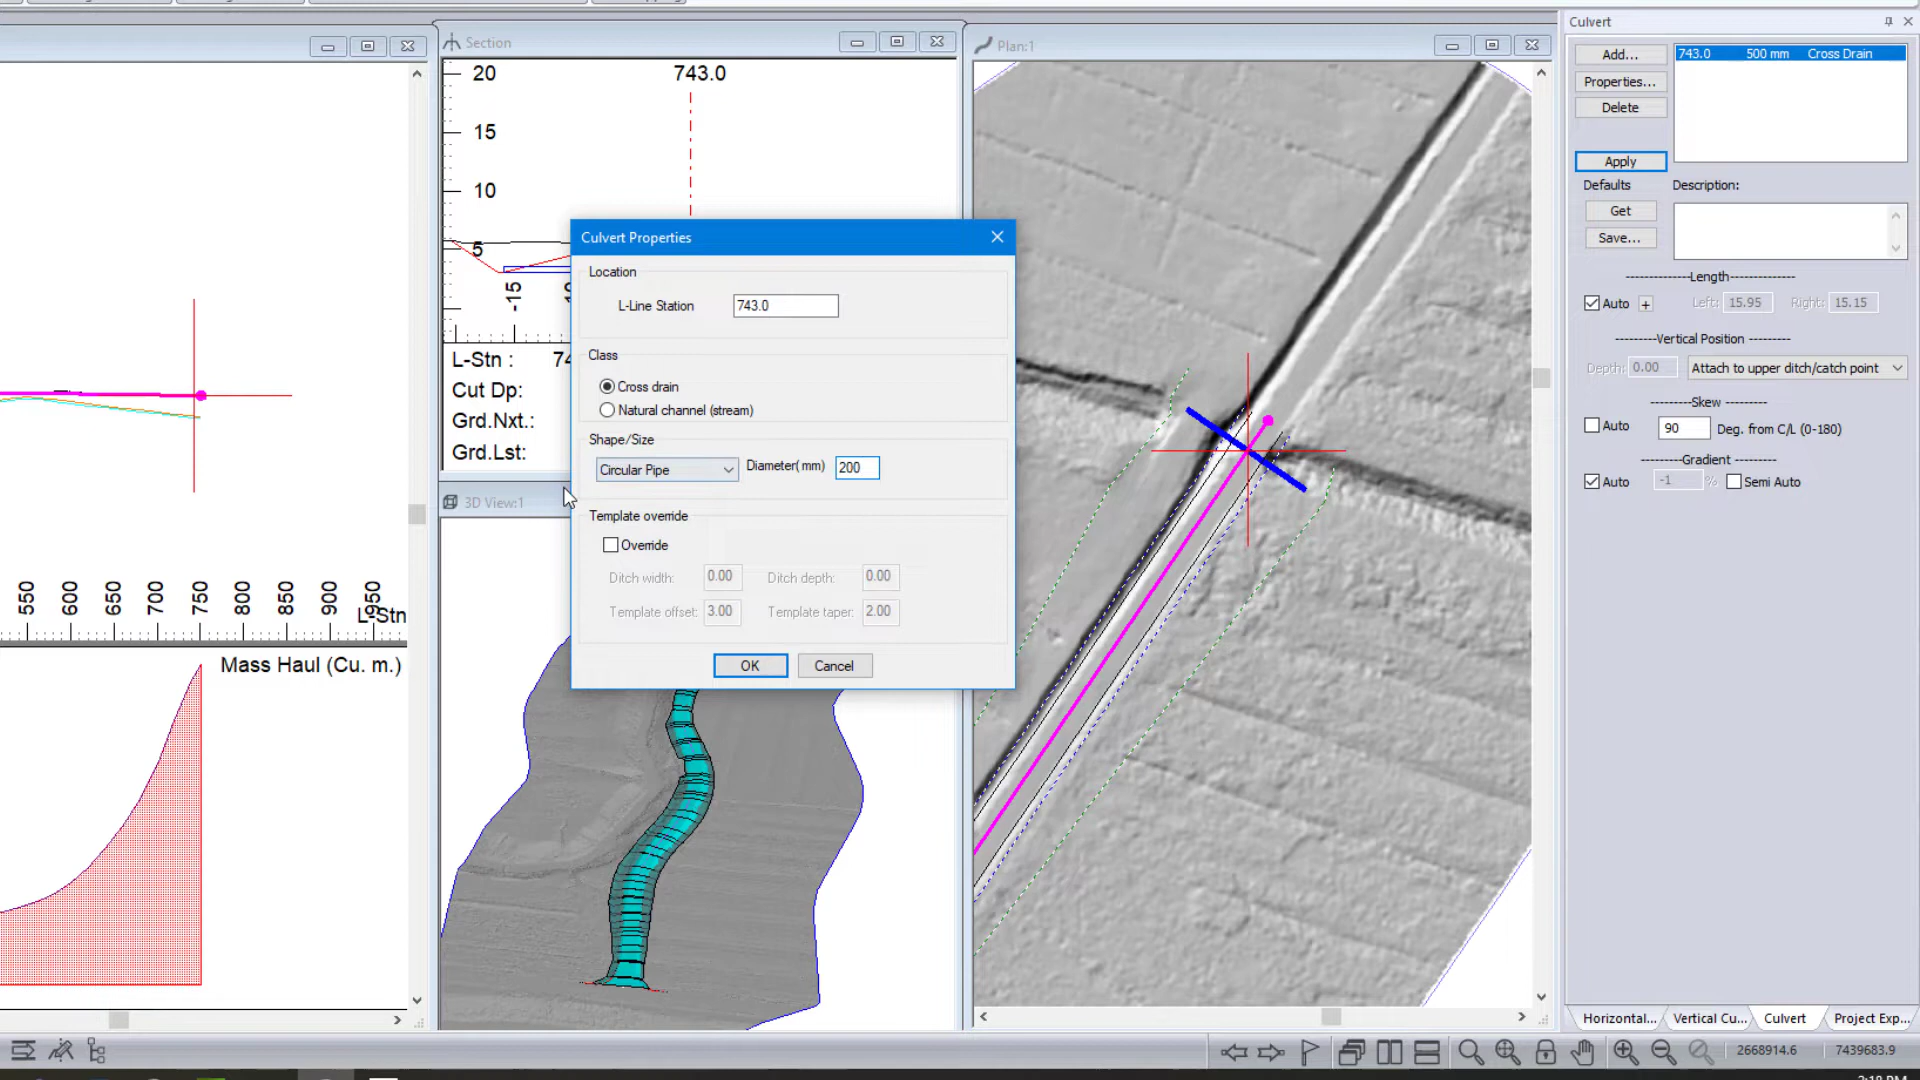 Section
Plan:1
Culvert
20
743.0
15
10
5
-15
L-Stn :
Cut Dp:
Grd.Nxt.:
Grd.Lst:
3D View:1
550
600
650
700
750
800
850
900
950
L-Stn
Mass Haul (Cu. m.)
Culvert Properties
Location
L-Line Station
743.0
Class
Cross drain
Natural channel (stream)
Shape/Size
Circular Pipe
Diameter(mm)
200
Template override
Override
Ditch width:
0.00
Ditch depth:
0.00
Template offset:
3.00
Template taper:
2.00
OK
Cancel
Add...
743.0 500 mm Cross Drain
Properties...
Delete
Apply
Defaults
Description:
Get
Save...
--------------Length--------------
Auto
+
Left:
15.95
Right:
15.15
---------Vertical Position ---------
Depth:
0.00
Attach to upper ditch/catch point
--------Skew --------
Auto
90
Deg. from C/L (0-180)
--------Gradient --------
Auto
-1
%
Semi Auto
Horizontal...
Vertical Cu...
Culvert
Project Exp...
2668914.6
7439683.9